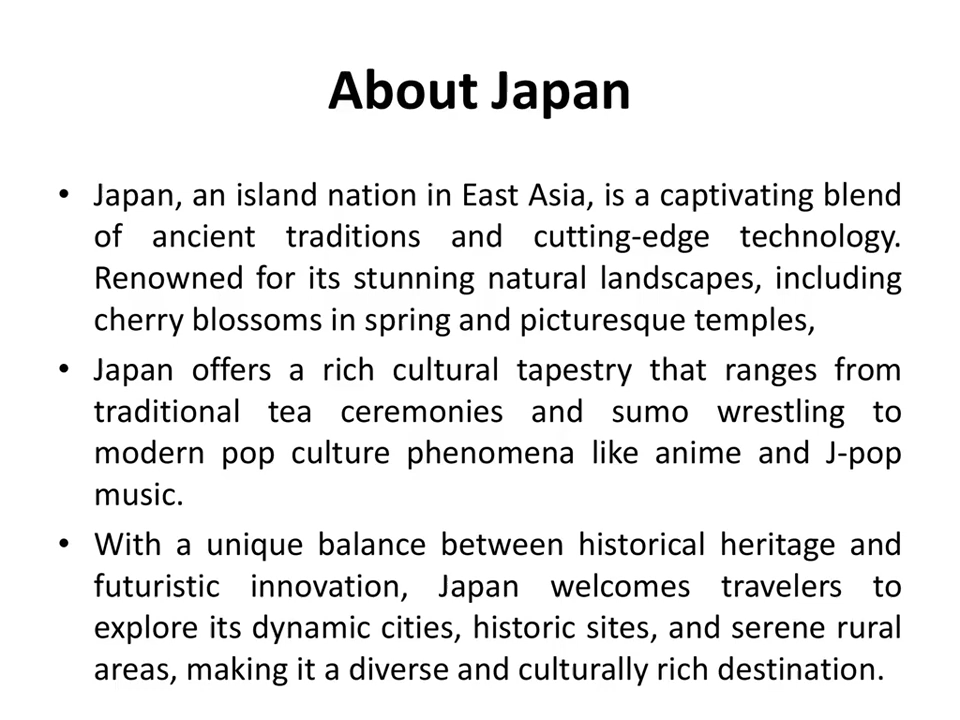 About Japan
• Japan, an island nation in East Asia, is a captivating blend
of ancient traditions and cutting-edge technology.
Renowned for its stunning natural landscapes, including
cherry blossoms in spring and picturesque temples,
• Japan offers a rich cultural tapestry that ranges from
traditional tea ceremonies and sumo wrestling to
modern pop culture phenomena like anime and J-pop
music.
• With a unique balance between historical heritage and
futuristic innovation, Japan welcomes travelers to
explore its dynamic cities, historic sites, and serene rural
areas, making it a diverse and culturally rich destination.